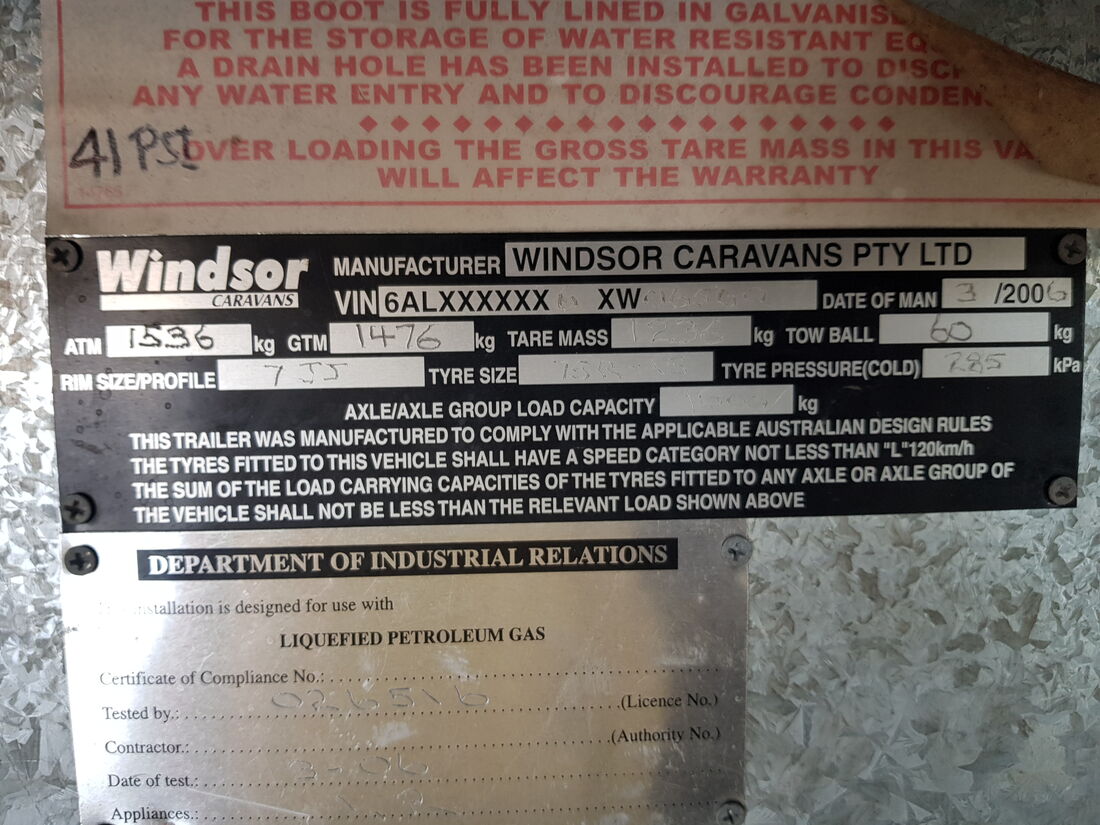 THIS BOOT IS FULLY LINED IN GALVANISE
FOR THE STORAGE OF WATER RESISTANT EQ
A DRAIN HOLE HAS BEEN INSTALLED TO DISC
ANY WATER ENTRY AND TO DISCOURAGE CONDEN
41 PSI
OVER LOADING THE GROSS TARE MASS IN THIS VA
WILL AFFECT THE WARRANTY
Windsor
CARAVANS
MANUFACTURER WINDSOR CARAVANS PTY LTD
VIN 6ALXXXXXX XW DATE OF MAN 3 /2006
ATM 1536 kg GTM 1476 kg TARE MASS 1236 kg TOW BALL 60 kg
RIM SIZE/PROFILE 7 JJ TYRE SIZE TYRE PRESSURE(COLD) 285 kPa
AXLE/AXLE GROUP LOAD CAPACITY kg
THIS TRAILER WAS MANUFACTURED TO COMPLY WITH THE APPLICABLE AUSTRALIAN DESIGN RULES
THE TYRES FITTED TO THIS VEHICLE SHALL HAVE A SPEED CATEGORY NOT LESS THAN "L"120km/h
THE SUM OF THE LOAD CARRYING CAPACITIES OF THE TYRES FITTED TO ANY AXLE OR AXLE GROUP OF
THE VEHICLE SHALL NOT BE LESS THAN THE RELEVANT LOAD SHOWN ABOVE
DEPARTMENT OF INDUSTRIAL RELATIONS
installation is designed for use with
LIQUEFIED PETROLEUM GAS
Certificate of Compliance No.:
026516
Tested by.: (Licence No.)
Contractor.: (Authority No.)
3-06
Date of test.:
Appliances.: